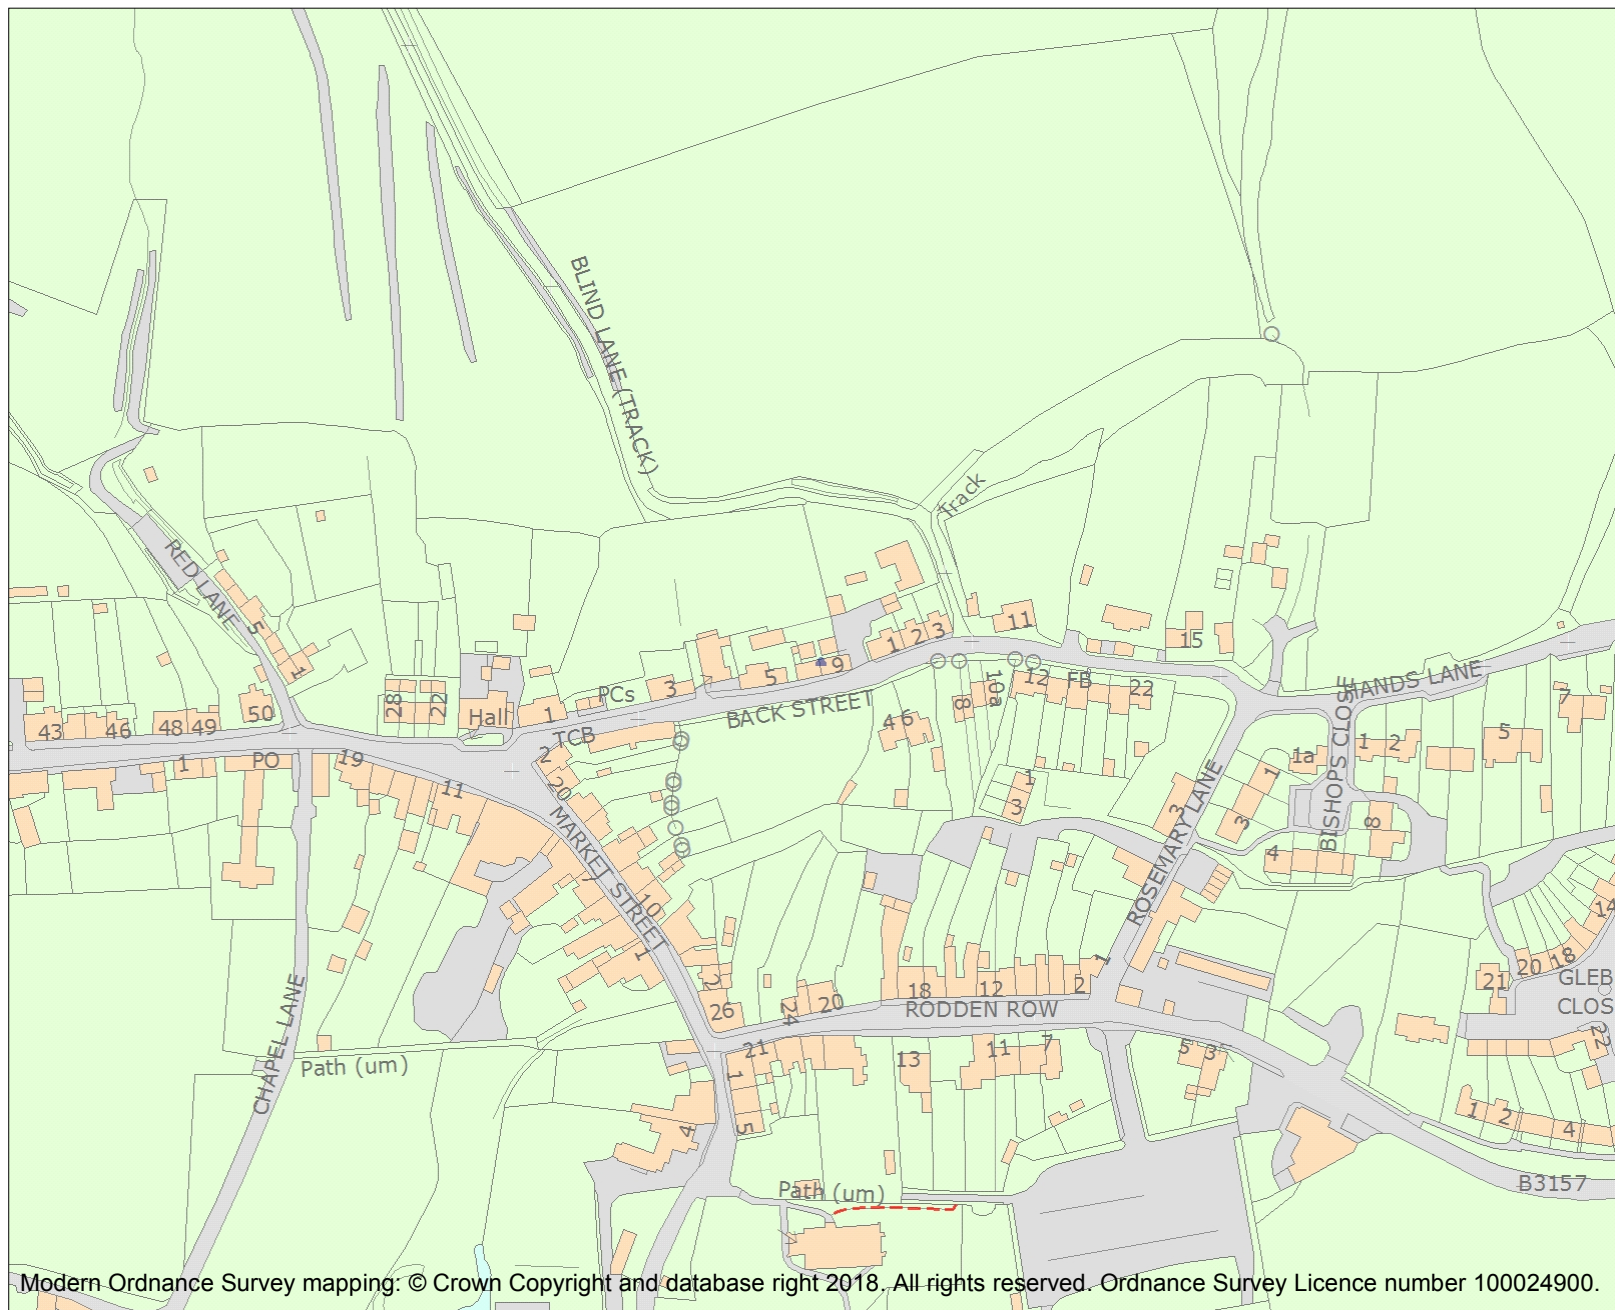 BLIND LANE (TRACK)
Track
RED LANE
5
1
11
15
28
22
Hall
1
PCs
3
5
9
1
2
3
BACK STREET
12
FB
22
10a
8
4
6
HANDS LANE
7
43
46
48
49
50
PO
1
19
11
TCB
2
20
MARKET STREET
10
1
2
26
1
3
3
ROSEMARY LANE
1
3
1a
1
2
5
BISHOPS CLOSE
8
4
14
18
20
21
GLEB
CLOS
22
24
20
18
12
2
1
RODDEN ROW
21
13
11
7
5
3
1
5
4
CHAPEL LANE
Path (um)
Path (um)
1
2
4
B3157
Modern Ordnance Survey mapping: © Crown Copyright and database right 2018. All rights reserved. Ordnance Survey Licence number 100024900.